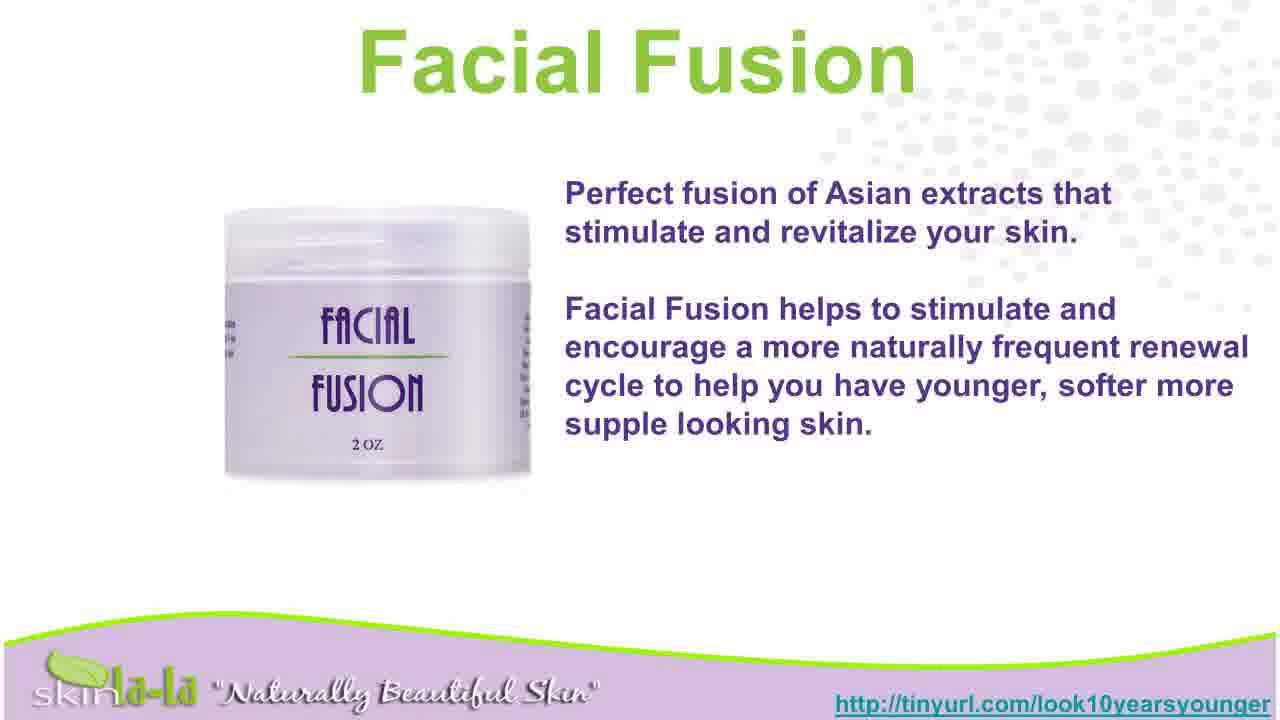 Facial Fusion
Perfect fusion of Asian extracts that
stimulate and revitalize your skin.
Facial Fusion helps to stimulate and
encourage a more naturally frequent renewal
cycle to help you have younger, softer more
supple looking skin.
FACIAL
FUSION
2 OZ
skin la-la "Naturally Beautiful Skin"
http://tinyurl.com/look10yearsyounger